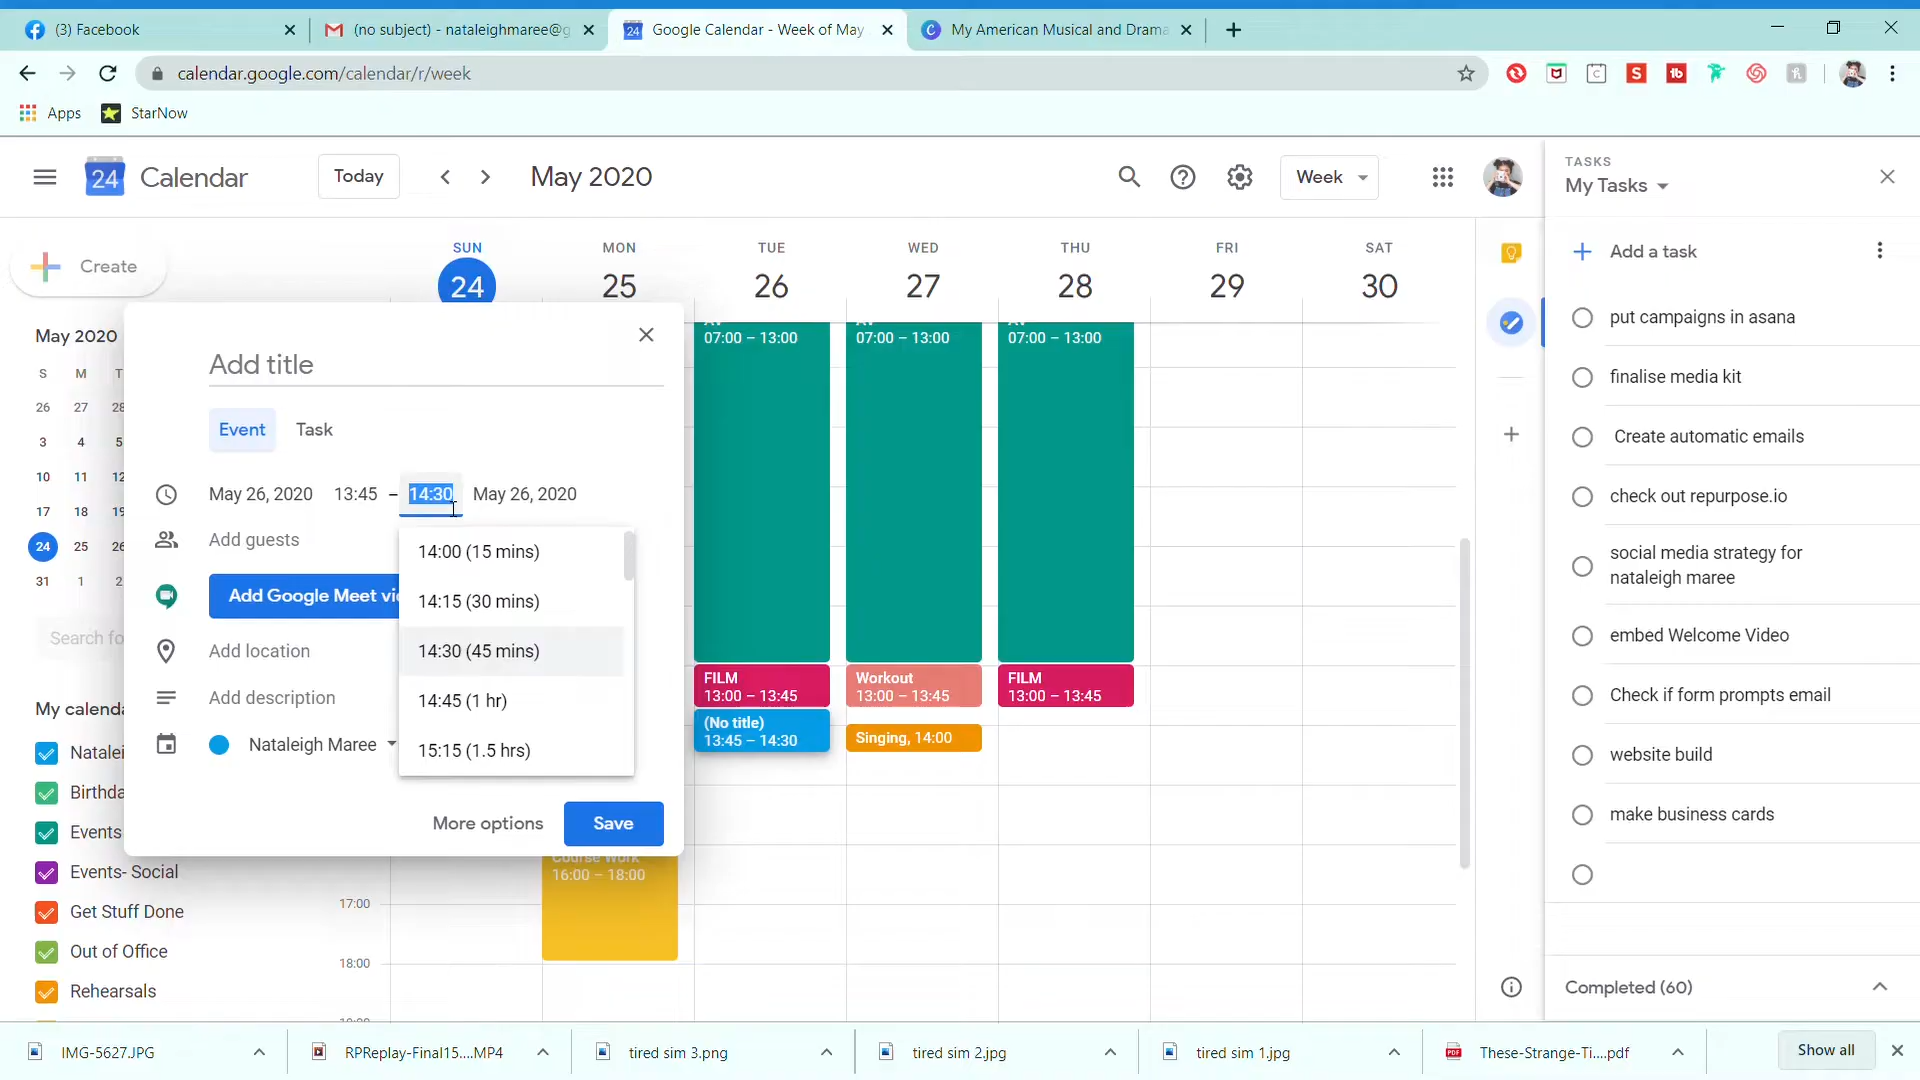 (3) Facebook
(no subject) - nataleighmaree@g
24
Google Calendar - Week of May
My American Musical and Drama
calendar.google.com/calendar/r/week
Apps
StarNow
24
Calendar
Today
May 2020
Week
TASKS
My Tasks
Create
SUN
24
MON
25
TUE
26
WED
27
THU
28
FRI
29
SAT
30
Add a task
put campaigns in asana
finalise media kit
Create automatic emails
check out repurpose.io
social media strategy for
nataleigh maree
embed Welcome Video
Check if form prompts email
website build
make business cards
Completed (60)
May 2020
S M T
26 27 28
3 4 5
10 11 12
17 18 19
24 25 26
31 1 2
Search fo
My calenda
Natalei
Birthda
Events
Events- Social
Get Stuff Done
Out of Office
Rehearsals
Add title
Event
Task
May 26, 2020 13:45 – 14:30 May 26, 2020
Add guests
Add Google Meet vi
Add location
Add description
Nataleigh Maree
14:00 (15 mins)
14:15 (30 mins)
14:30 (45 mins)
14:45 (1 hr)
15:15 (1.5 hrs)
More options
Save
07:00 – 13:00
07:00 – 13:00
07:00 – 13:00
FILM
13:00 – 13:45
Workout
13:00 – 13:45
FILM
13:00 – 13:45
(No title)
13:45 – 14:30
Singing, 14:00
Course Work
16:00 – 18:00
17:00
18:00
IMG-5627.JPG
RPReplay-Final15....MP4
tired sim 3.png
tired sim 2.jpg
tired sim 1.jpg
These-Strange-Ti....pdf
Show all